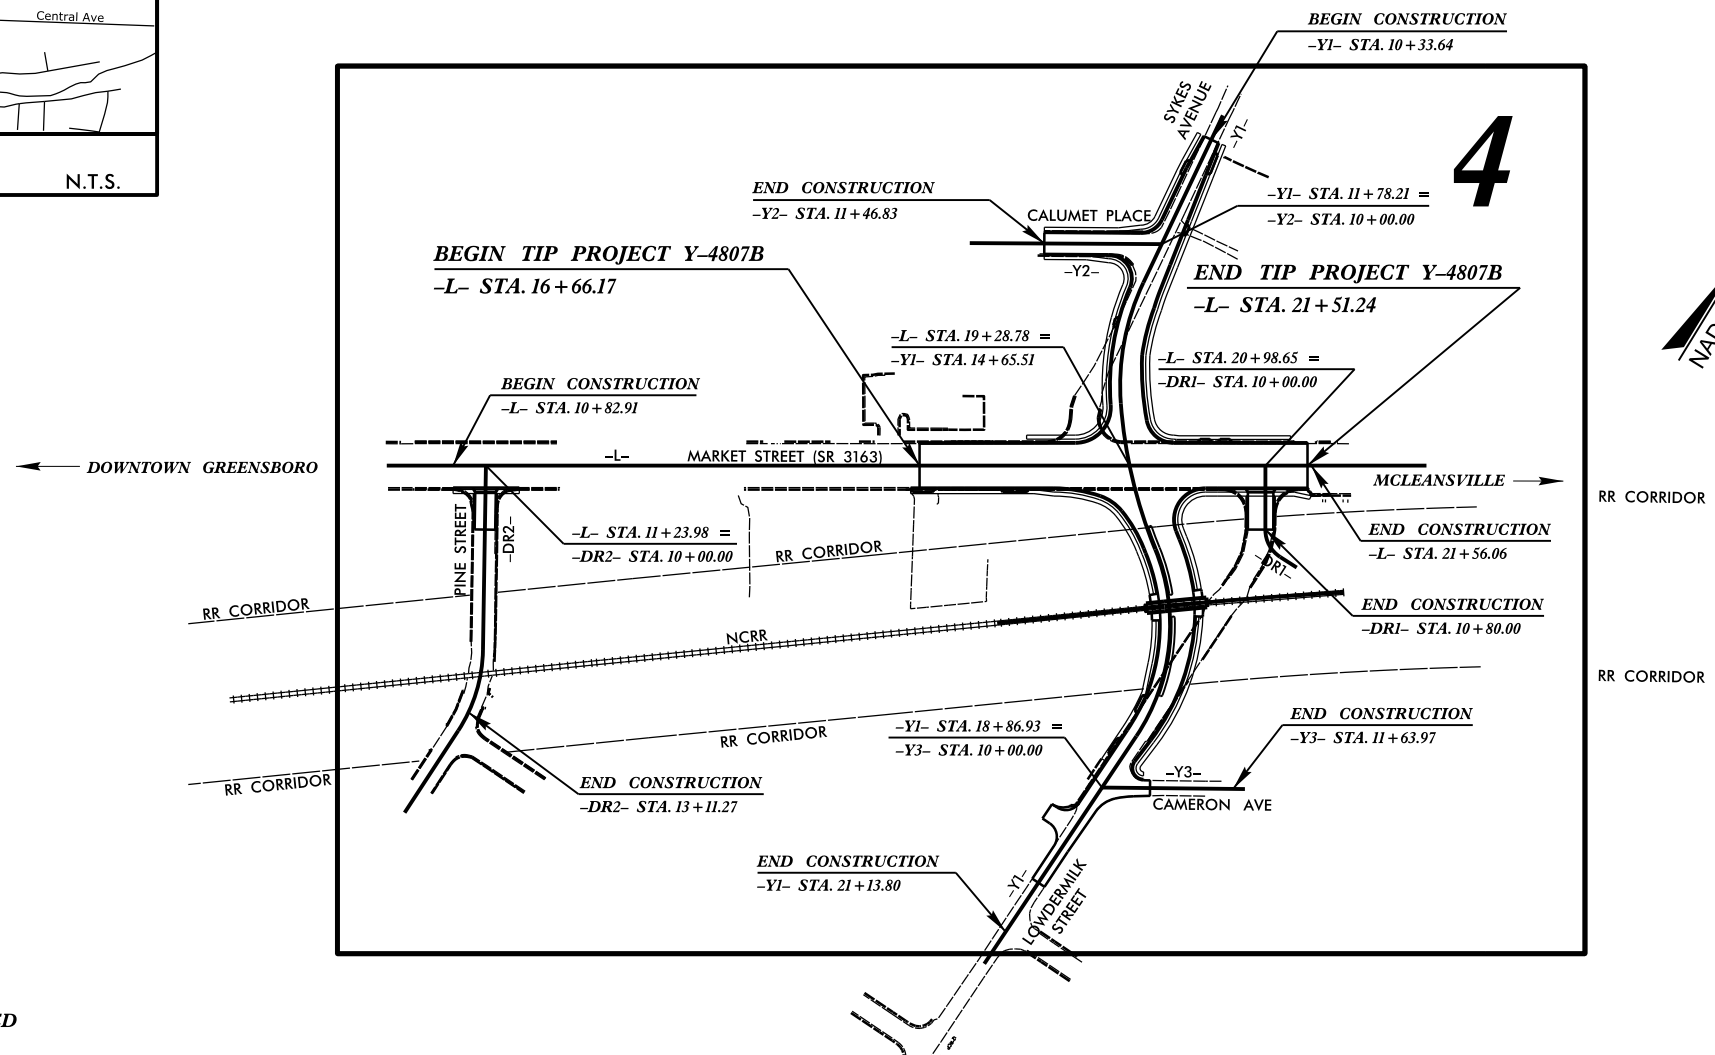 Central Ave
N.T.S.
BEGIN CONSTRUCTION
–Y1– STA. 10+33.64
SYKES
AVENUE
–Y1–
4
END CONSTRUCTION
–Y2– STA. 11+46.83
CALUMET PLACE
–Y2–
–Y1– STA. 11+78.21 =
–Y2– STA. 10+00.00
BEGIN TIP PROJECT Y–4807B
–L– STA. 16+66.17
END TIP PROJECT Y–4807B
–L– STA. 21+51.24
NAD
–L– STA. 19+28.78 =
–Y1– STA. 14+65.51
–L– STA. 20+98.65 =
–DR1– STA. 10+00.00
BEGIN CONSTRUCTION
–L– STA. 10+82.91
DOWNTOWN GREENSBORO
–L–
MARKET STREET (SR 3163)
MCLEANSVILLE
RR CORRIDOR
PINE STREET
–DR2–
–L– STA. 11+23.98 =
–DR2– STA. 10+00.00
RR CORRIDOR
END CONSTRUCTION
–L– STA. 21+56.06
–DR1–
RR CORRIDOR
END CONSTRUCTION
–DR1– STA. 10+80.00
NCRR
RR CORRIDOR
–Y1– STA. 18+86.93 =
–Y3– STA. 10+00.00
END CONSTRUCTION
–Y3– STA. 11+63.97
RR CORRIDOR
RR CORRIDOR
END CONSTRUCTION
–DR2– STA. 13+11.27
–Y3–
CAMERON AVE
END CONSTRUCTION
–Y1– STA. 21+13.80
–Y1–
LOWDERMILK
STREET